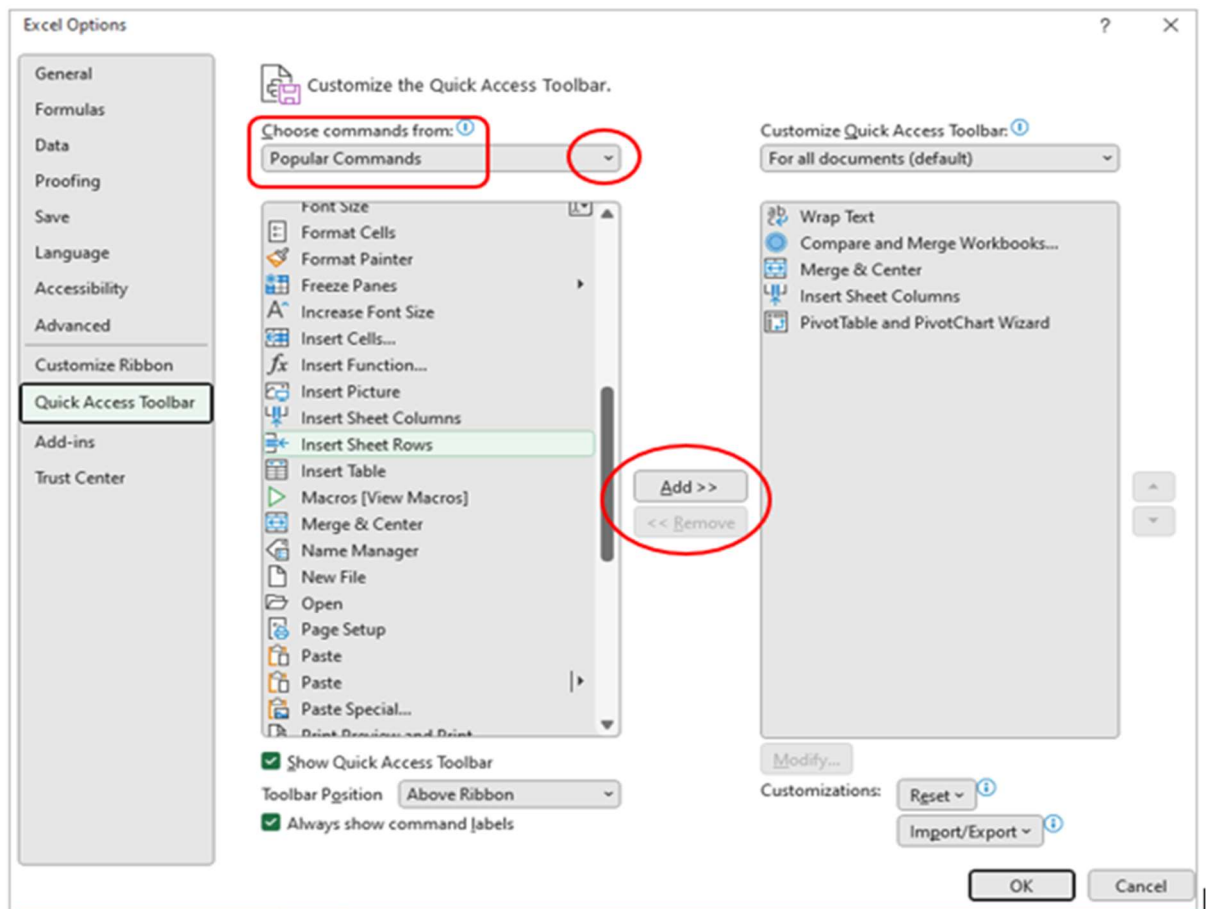 Excel Options
?
General
Formulas
Data
Proofing
Save
Language
Accessibility
Advanced
Customize Ribbon
Quick Access Toolbar
Add-ins
Trust Center
Customize the Quick Access Toolbar.
Choose commands from:
Popular Commands
Font Size
Format Cells
Format Painter
Freeze Panes
Increase Font Size
Insert Cells...
Insert Function...
Insert Picture
Insert Sheet Columns
Insert Sheet Rows
Insert Table
Macros [View Macros]
Merge & Center
Name Manager
New File
Open
Page Setup
Paste
Paste
Paste Special...
Print Preview and Print
Show Quick Access Toolbar
Toolbar Position Above Ribbon
Always show command labels
Add >>
<< Remove
Customize Quick Access Toolbar:
For all documents (default)
Wrap Text
Compare and Merge Workbooks...
Merge & Center
Insert Sheet Columns
PivotTable and PivotChart Wizard
Modify...
Customizations: Reset
Import/Export
OK
Cancel